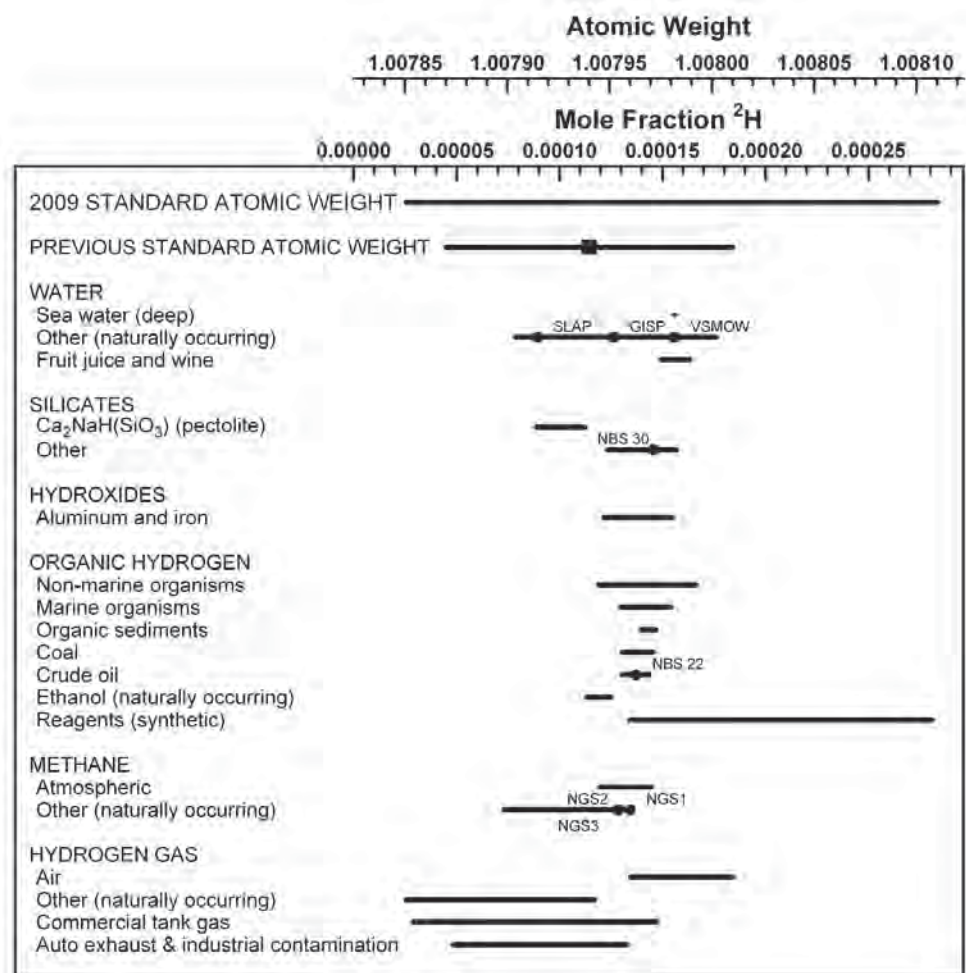 Atomic Weight
1.00785 1.00790 1.00795 1.00800 1.00805 1.00810
Mole Fraction ²H
0.00000 0.00005 0.00010 0.00015 0.00020 0.00025
2009 STANDARD ATOMIC WEIGHT
PREVIOUS STANDARD ATOMIC WEIGHT
WATER
Sea water (deep)
SLAP GISP VSMOW
Other (naturally occurring)
Fruit juice and wine
SILICATES
Ca₂NaH(SiO₃) (pectolite)
NBS 30
Other
HYDROXIDES
Aluminum and iron
ORGANIC HYDROGEN
Non-marine organisms
Marine organisms
Organic sediments
Coal
NBS 22
Crude oil
Ethanol (naturally occurring)
Reagents (synthetic)
METHANE
Atmospheric
NGS2 NGS1
Other (naturally occurring)
NGS3
HYDROGEN GAS
Air
Other (naturally occurring)
Commercial tank gas
Auto exhaust & industrial contamination